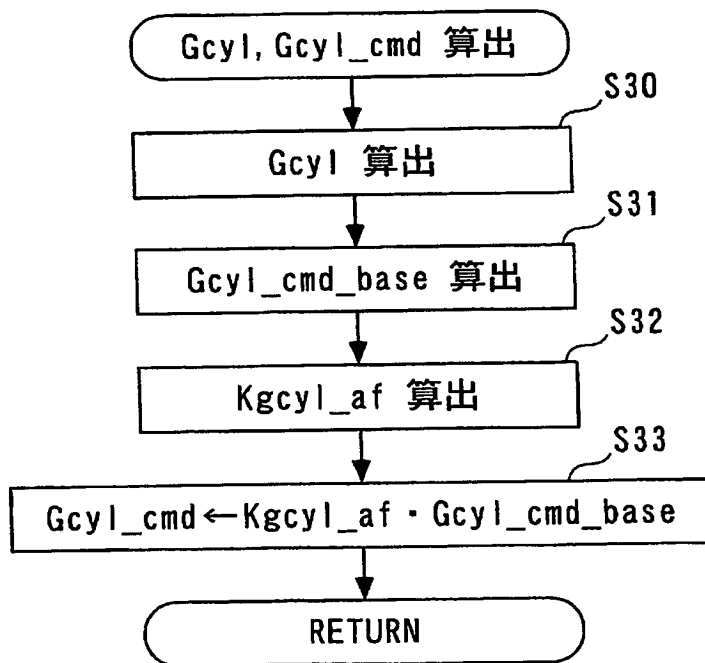 Gcyl, Gcyl_cmd 算出
S30
Gcyl 算出
S31
Gcyl_cmd_base 算出
S32
Kgcyl_af 算出
S33
Gcyl_cmd←Kgcyl_af・Gcyl_cmd_base
RETURN